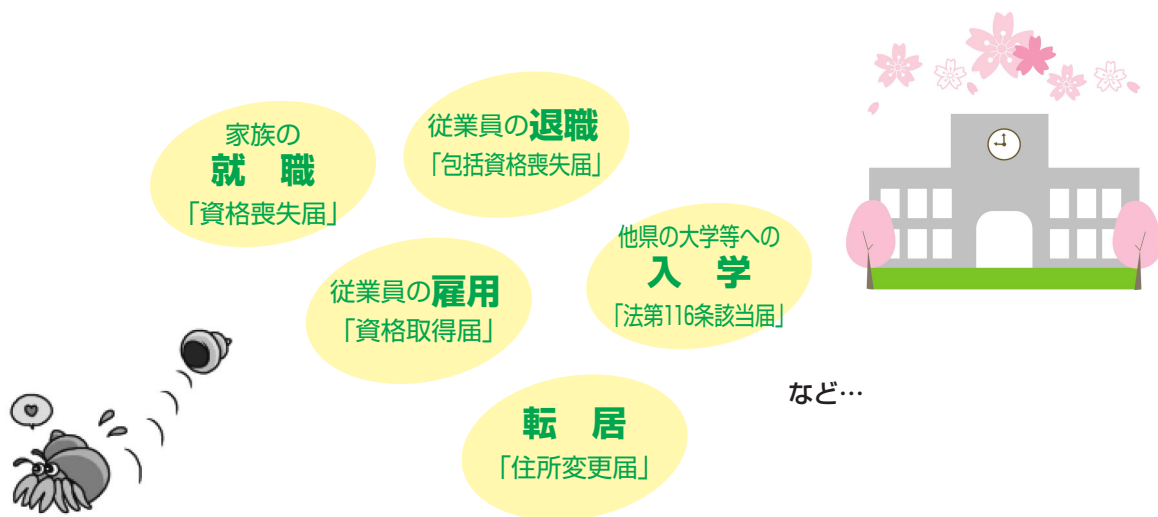 家族の
就 職
「資格喪失届」
従業員の退職
「包括資格喪失届」
従業員の雇用
「資格取得届」
他県の大学等への
入 学
「法第116条該当届」
転 居
「住所変更届」
など…